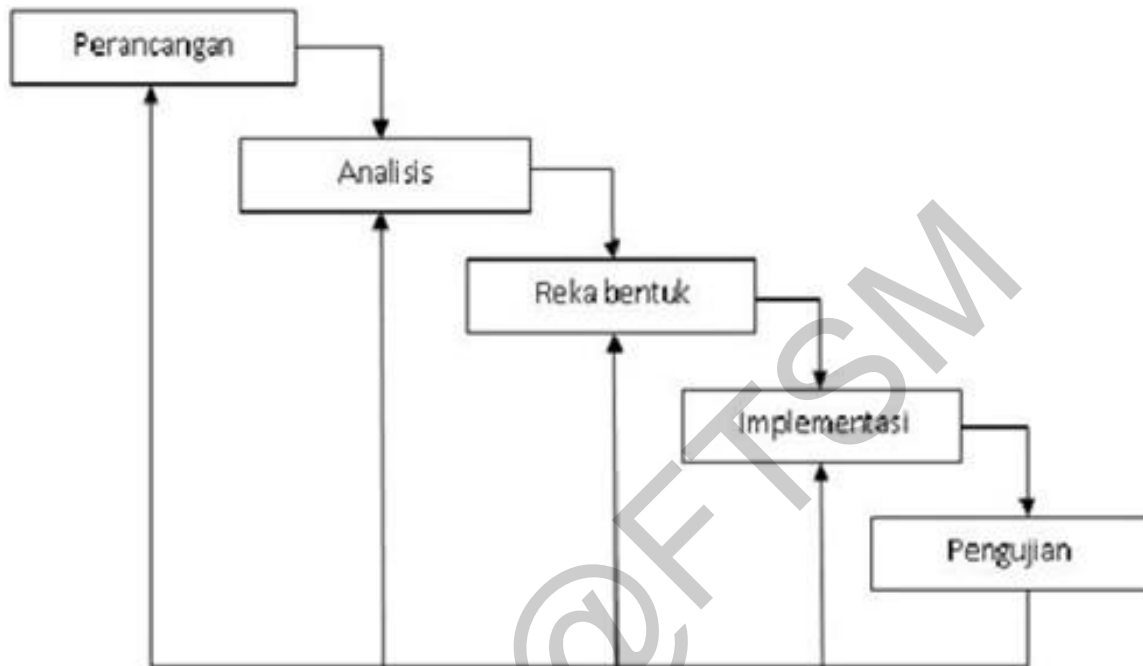 Perancangan
Analisis
Reka bentuk
Implementasi
Pengujian
@FTSM